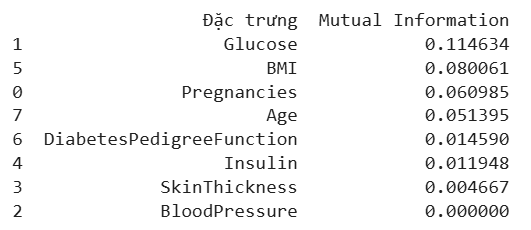 Đặc trưng Mutual Information
1 Glucose 0.114634
5 BMI 0.080061
0 Pregnancies 0.060985
7 Age 0.051395
6 DiabetesPedigreeFunction 0.014590
4 Insulin 0.011948
3 SkinThickness 0.004667
2 BloodPressure 0.000000